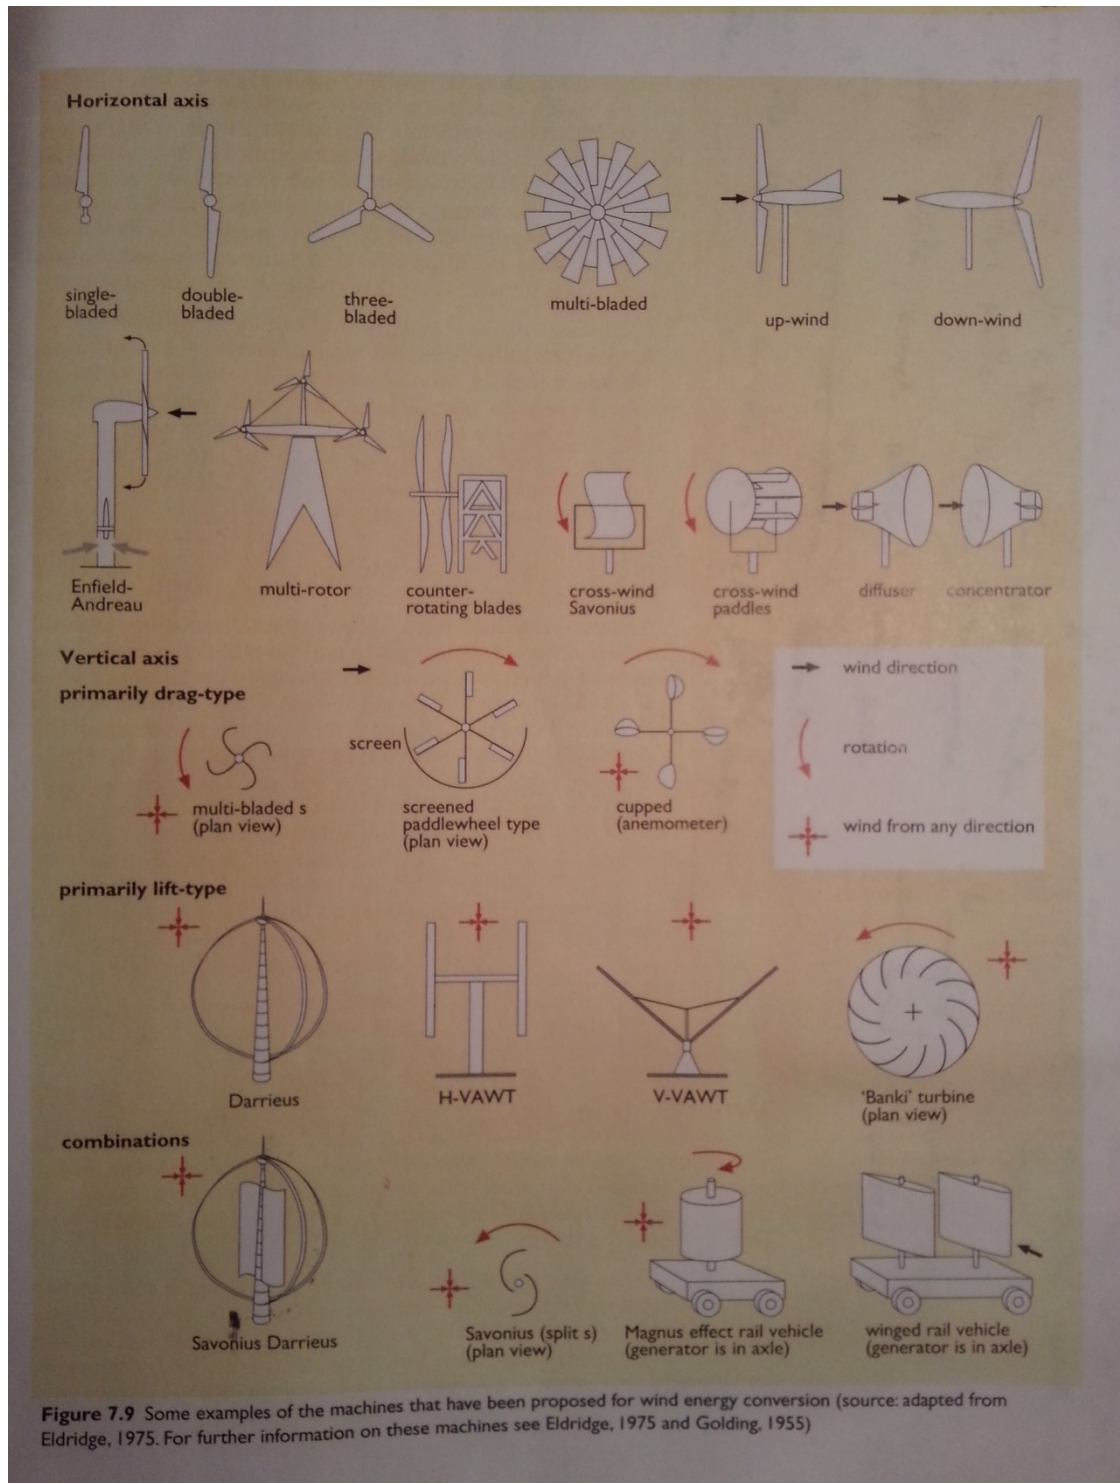 Horizontal axis
single-
bladed
double-
bladed
three-
bladed
multi-bladed
up-wind
down-wind
Enfield-
Andreau
multi-rotor
counter-
rotating blades
cross-wind
Savonius
cross-wind
paddles
diffuser
concentrator
Vertical axis
primarily drag-type
screen
multi-bladed s
(plan view)
screened
paddlewheel type
(plan view)
cupped
(anemometer)
wind direction
rotation
wind from any direction
primarily lift-type
Darrieus
H-VAWT
V-VAWT
'Banki' turbine
(plan view)
combinations
Savonius Darrieus
Savonius (split s)
(plan view)
Magnus effect rail vehicle
(generator is in axle)
winged rail vehicle
(generator is in axle)
Figure 7.9 Some examples of the machines that have been proposed for wind energy conversion (source: adapted from
Eldridge, 1975. For further information on these machines see Eldridge, 1975 and Golding, 1955)